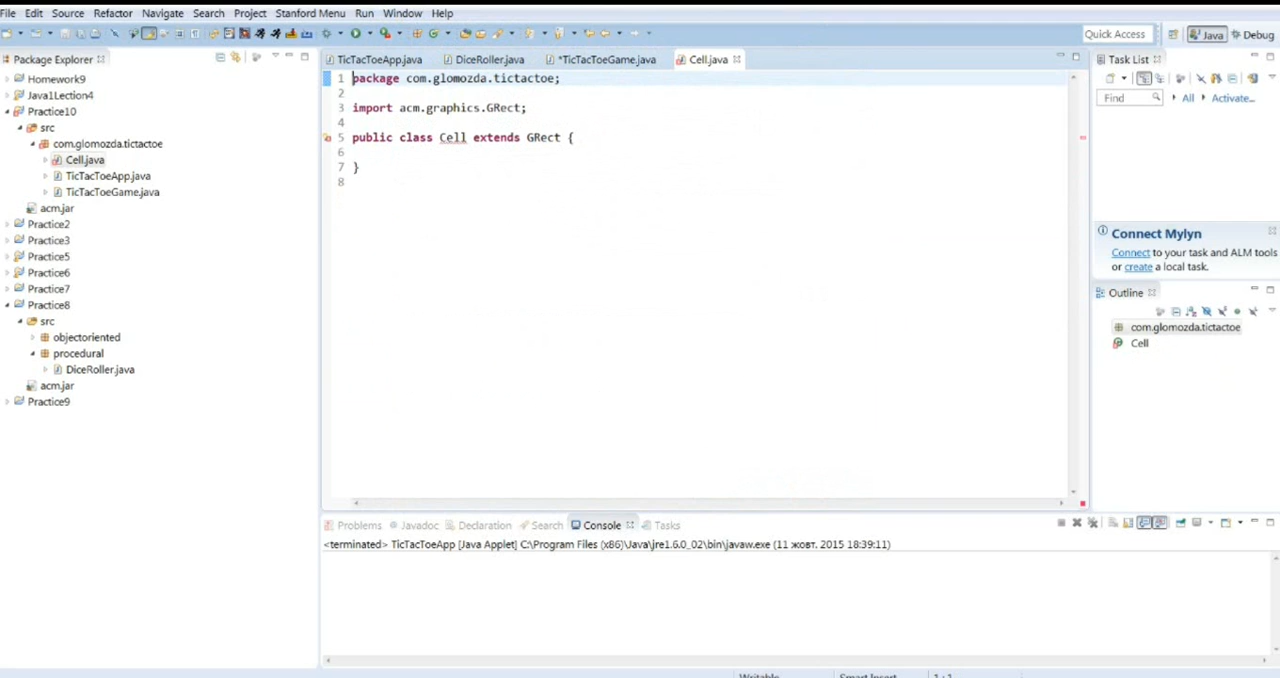 File Edit Source Refactor Navigate Search Project Stanford Menu Run Window Help
Quick Access Java Debug
Package Explorer
Homework9
Java1Lection4
Practice10
src
com.glomozda.tictactoe
Cell.java
TicTacToeApp.java
TicTacToeGame.java
acm.jar
Practice2
Practice3
Practice5
Practice6
Practice7
Practice8
src
objectoriented
procedural
DiceRoller.java
acm.jar
Practice9
TicTacToeApp.java DiceRoller.java *TicTacToeGame.java Cell.java
1 package com.glomozda.tictactoe;
2
3 import acm.graphics.GRect;
4
5 public class Cell extends GRect {
6
7 }
8
Task List
Find All Activate...
Connect Mylyn
Connect to your task and ALM tools
or create a local task.
Outline
com.glomozda.tictactoe
Cell
Problems Javadoc Declaration Search Console Tasks
<terminated> TicTacToeApp [Java Applet] C:\Program Files (x86)\Java\jre1.6.0_02\bin\javaw.exe (11 жовт. 2015 18:39:11)
Writable Smart Insert 1 : 1